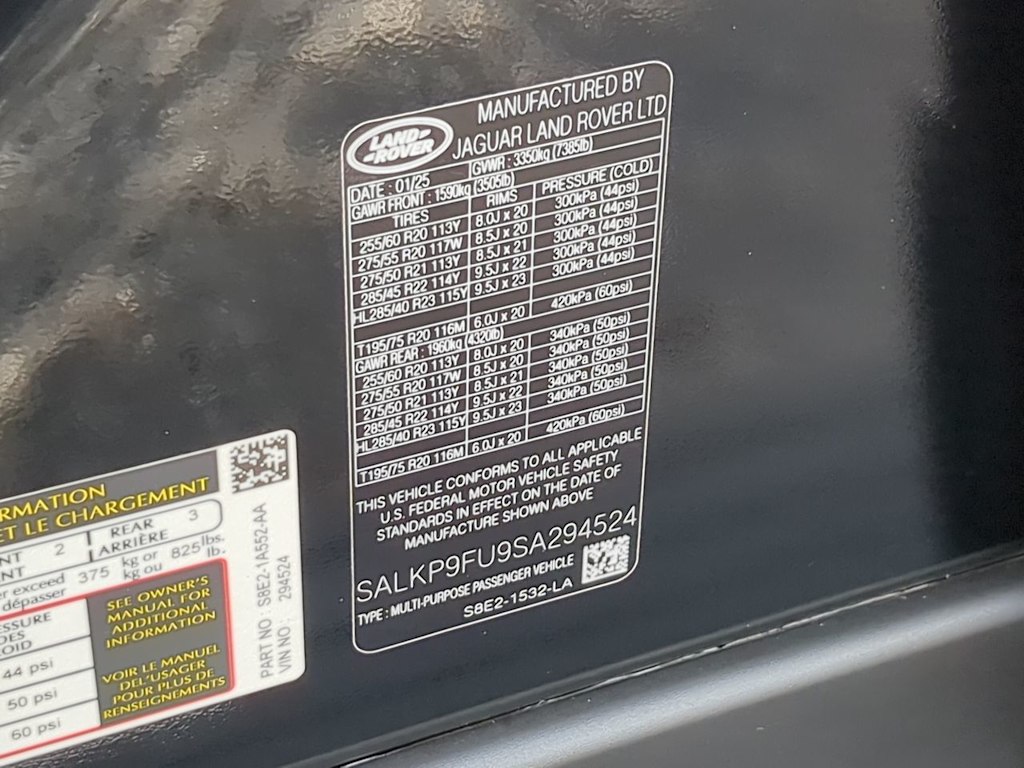 LAND-
-ROVER
MANUFACTURED BY
JAGUAR LAND ROVER LTD
DATE : 01/25 GVWR : 3350kg (7385lb)
GAWR FRONT : 1590kg (3505lb)
TIRES RIMS PRESSURE (COLD)
255/60 R20 113Y 8.0J x 20 300kPa (44psi)
275/55 R20 117W 8.5J x 20 300kPa (44psi)
275/50 R21 113Y 8.5J x 21 300kPa (44psi)
285/45 R22 114Y 9.5J x 22 300kPa (44psi)
HL285/40 R23 115Y 9.5J x 23 300kPa (44psi)
T195/75 R20 116M 6.0J x 20 420kPa (60psi)
GAWR REAR : 1960kg (4320lb)
255/60 R20 113Y 8.0J x 20 340kPa (50psi)
275/55 R20 117W 8.5J x 20 340kPa (50psi)
275/50 R21 113Y 8.5J x 21 340kPa (50psi)
285/45 R22 114Y 9.5J x 22 340kPa (50psi)
HL285/40 R23 115Y 9.5J x 23 340kPa (50psi)
T195/75 R20 116M 6.0J x 20 420kPa (60psi)
THIS VEHICLE CONFORMS TO ALL APPLICABLE
U.S. FEDERAL MOTOR VEHICLE SAFETY
STANDARDS IN EFFECT ON THE DATE OF
MANUFACTURE SHOWN ABOVE
SALKP9FU9SA294524
TYPE : MULTI-PURPOSE PASSENGER VEHICLE
S8E2-1532-LA
RMATION
ET LE CHARGEMENT
NT 2 REAR 3
NT ARRIÈRE
er exceed 375 kg or 825 lbs.
dépasser kg ou lb.
SSURE
DES
OID
44 psi
50 psi
60 psi
SEE OWNER'S
MANUAL FOR
ADDITIONAL
INFORMATION
VOIR LE MANUEL
DEL'USAGER
POUR PLUS DE
RENSEIGNEMENTS
PART NO: S8E2-1A552-AA
VIN NO: 294524